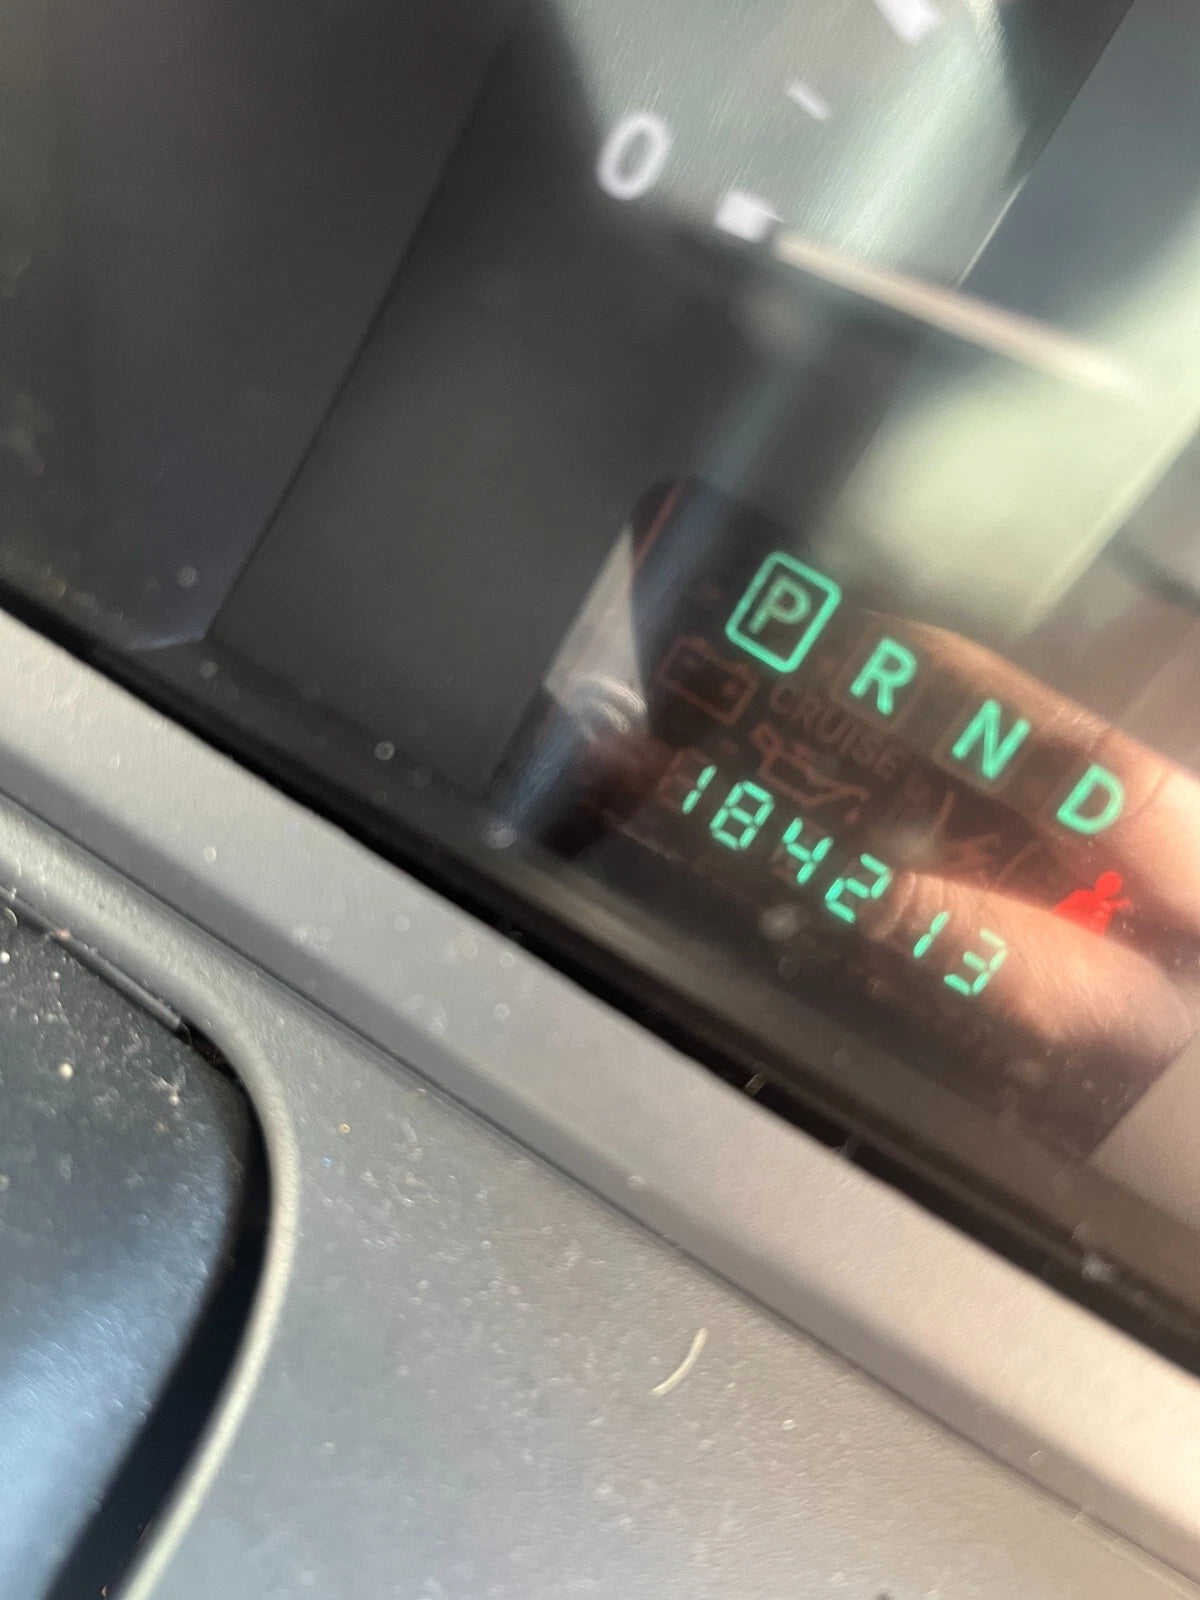 0
P R N D
CRUISE
184213